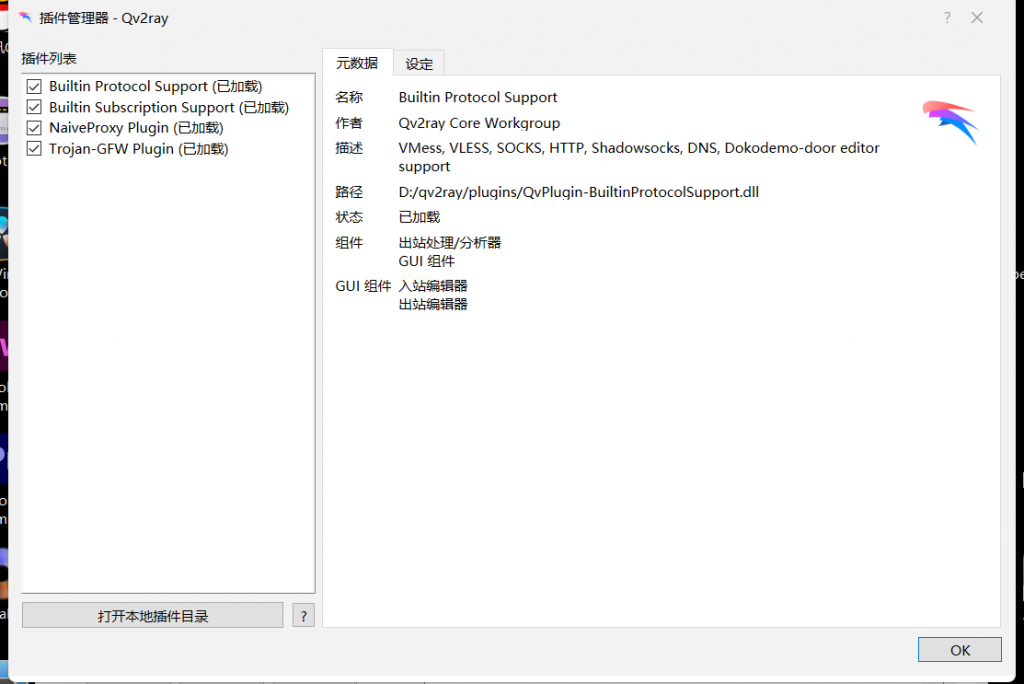 插件管理器 - Qv2ray
?
插件列表
Builtin Protocol Support (已加载)
Builtin Subscription Support (已加载)
NaiveProxy Plugin (已加载)
Trojan-GFW Plugin (已加载)
打开本地插件目录
?
元数据 设定
名称 Builtin Protocol Support
作者 Qv2ray Core Workgroup
描述 VMess, VLESS, SOCKS, HTTP, Shadowsocks, DNS, Dokodemo-door editor
support
路径 D:/qv2ray/plugins/QvPlugin-BuiltinProtocolSupport.dll
状态 已加载
组件 出站处理/分析器
GUI 组件
GUI 组件 入站编辑器
出站编辑器
OK